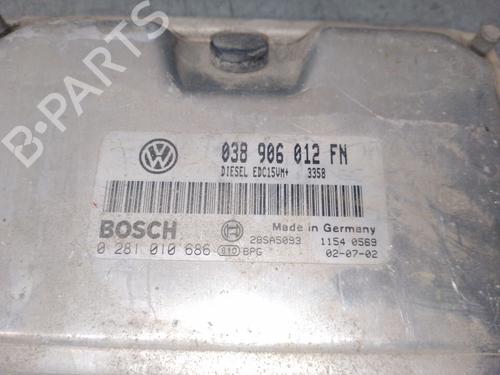 038 906 012 FN
DIESEL EDC15VM+ 3358
BOSCH
0 281 010 686
28SA5093
010 BPG
Made in Germany
1154 0569
02-07-02
B-Parts